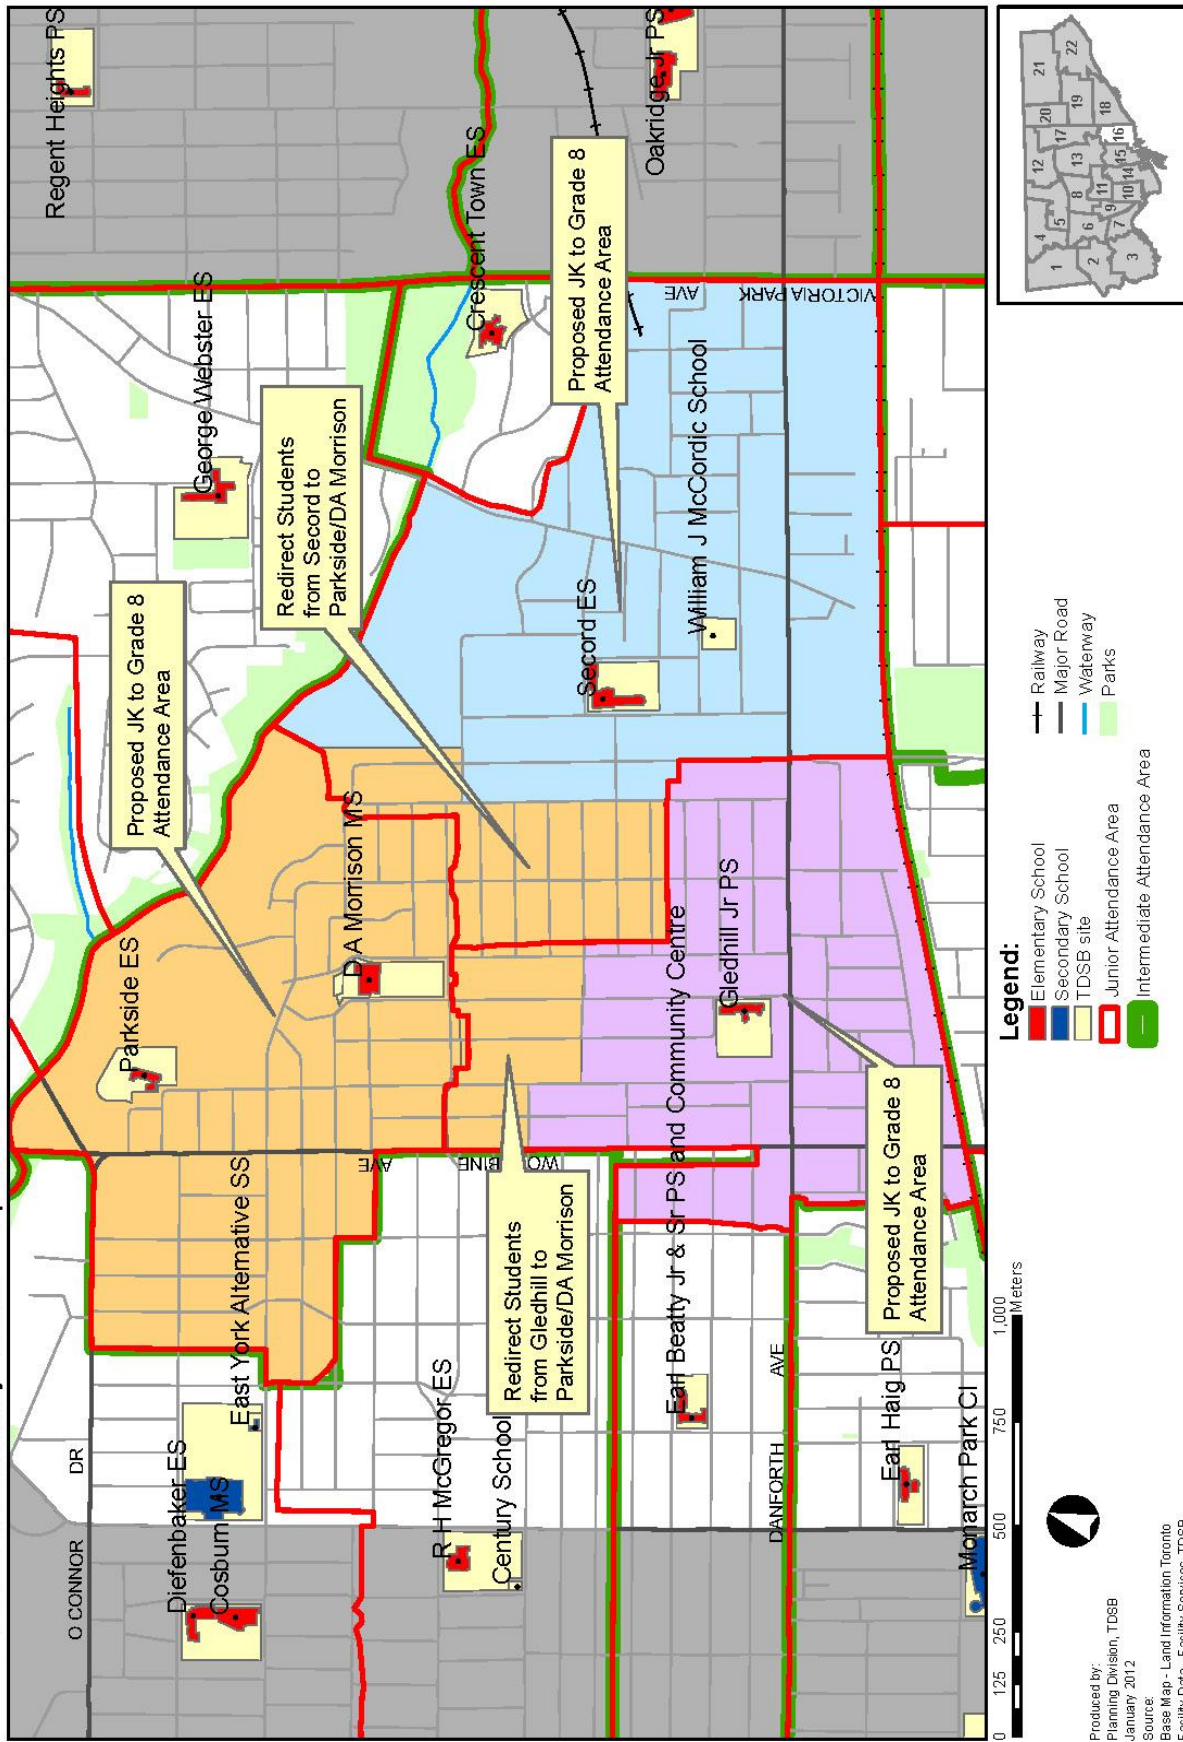 Regent Heights PS
George Webster ES
Crescent Town ES
Oakridge Jr PS
Proposed JK to Grade 8
Attendance Area
Redirect Students
from Second to
Parkside/DA Morrison
Proposed JK to Grade 8
Attendance Area
Parkside ES
D A Morrison MS
Secord ES
William J McCordic School
AVE
VICTORIA PARK
O CONNOR
DR
Diefenbaker ES
Cosburn MS
East York Alternative SS
AVE
WOODBINE
R H McGregor ES
Century School
Redirect Students
from Gledhill to
Parkside/DA Morrison
Gledhill Jr PS
Earl Beatty Jr & Sr PS and Community Centre
DANFORTH
AVE
Proposed JK to Grade 8
Attendance Area
Earl Haig PS
Monarch Park CI
0
125
250
500
750
1,000
Meters
Produced by:
Planning Division, TDSB
January 2012
Source:
Base Map - Land Information Toronto
Facility Data - Facility Services, TDSB
Legend:
Elementary School
Secondary School
TDSB site
Junior Attendance Area
Intermediate Attendance Area
Railway
Major Road
Waterway
Parks
1
2
3
4
5
6
7
8
9
10
11
12
13
14
15
16
17
18
19
20
21
22